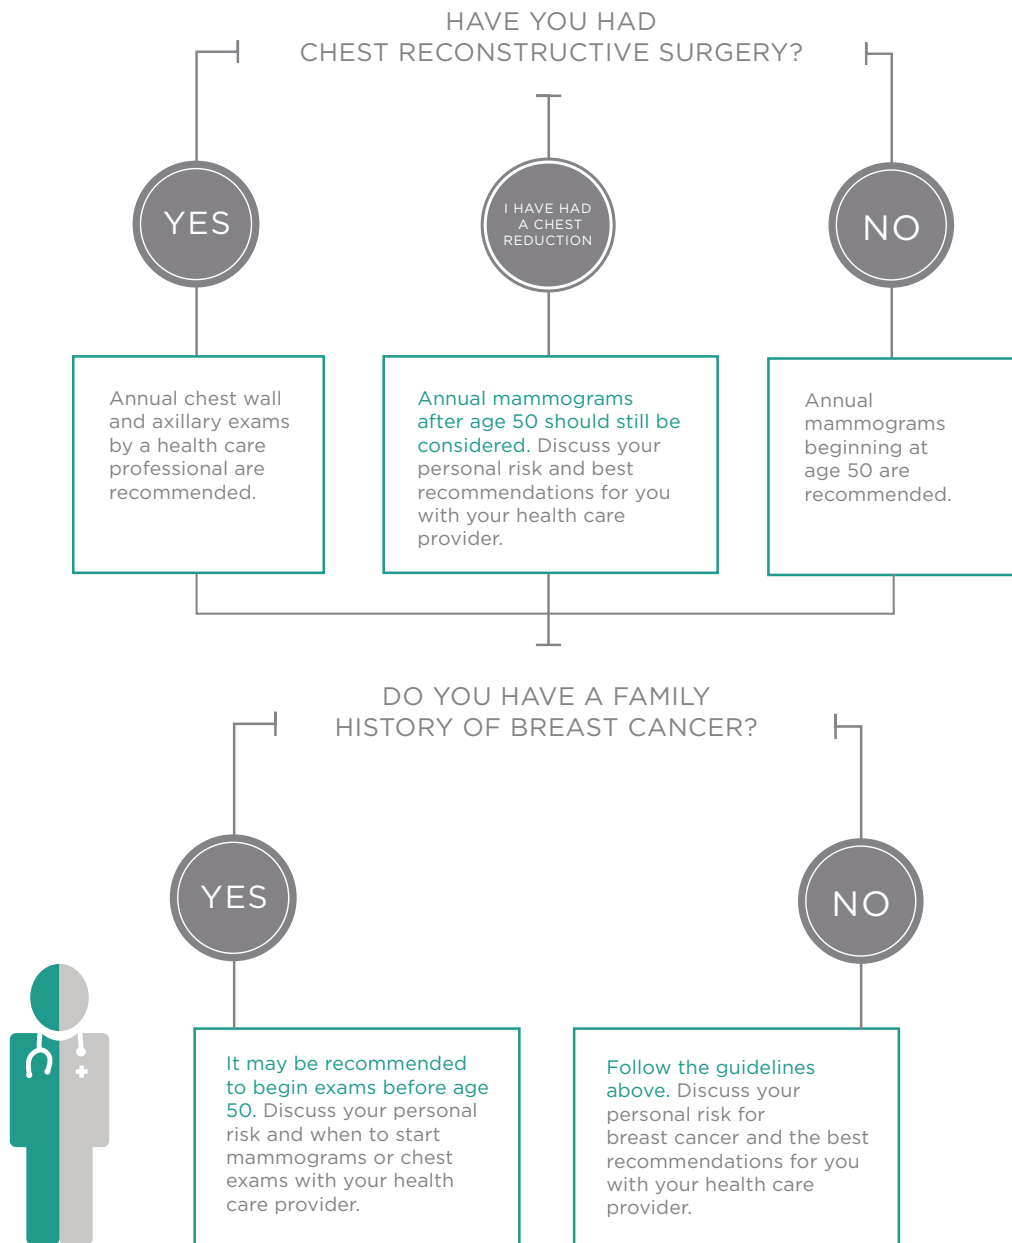 HAVE YOU HAD
CHEST RECONSTRUCTIVE SURGERY?
YES
I HAVE HAD
A CHEST
REDUCTION
NO
Annual chest wall
and axillary exams
by a health care
professional are
recommended.
Annual mammograms
after age 50 should still be
considered. Discuss your
personal risk and best
recommendations for you
with your health care
provider.
Annual
mammograms
beginning at
age 50 are
recommended.
DO YOU HAVE A FAMILY
HISTORY OF BREAST CANCER?
YES
NO
It may be recommended
to begin exams before age
50. Discuss your personal
risk and when to start
mammograms or chest
exams with your health
care provider.
Follow the guidelines
above. Discuss your
personal risk for
breast cancer and the best
recommendations for you
with your health care
provider.